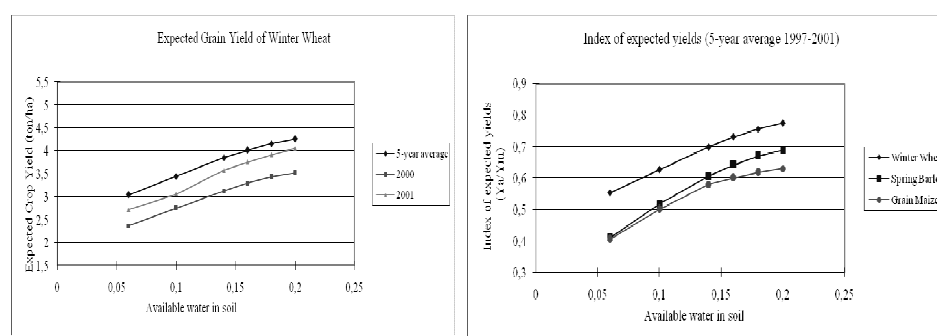 Expected Grain Yield of Winter Wheat
Expected Crop Yield (ton/ha)
5,5
5
4,5
4
3,5
3
2,5
2
1,5
0
0,05
0,1
0,15
0,2
0,25
Available water in soil
5-year average
2000
2001
Index of expected yields (5-year average 1997-2001)
Index of expected yields
(Ya/Ym)
0,9
0,8
0,7
0,6
0,5
0,4
0,3
0
0,05
0,1
0,15
0,2
0,25
Available water in soil
Winter Whe
Spring Barle
Grain Maize